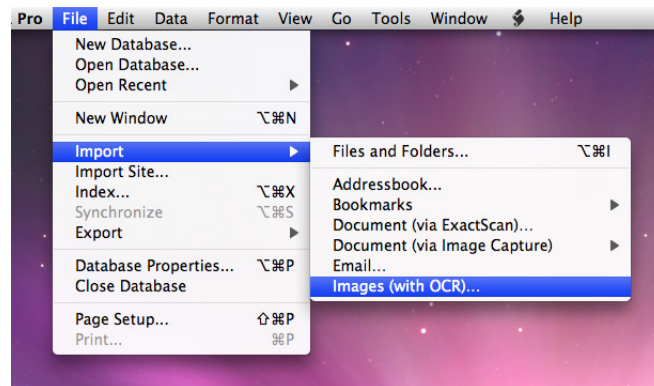 Pro File Edit Data Format View Go Tools Window Help
New Database...
Open Database...
Open Recent
New Window ⌥⌘N
Import
Import Site...
Index... ⌥⌘X
Synchronize ⌥⌘S
Export
Database Properties... ⌥⌘P
Close Database
Page Setup... ⇧⌘P
Print... ⌘P
Files and Folders... ⌥⌘I
Addressbook...
Bookmarks
Document (via ExactScan)...
Document (via Image Capture)
Email...
Images (with OCR)...